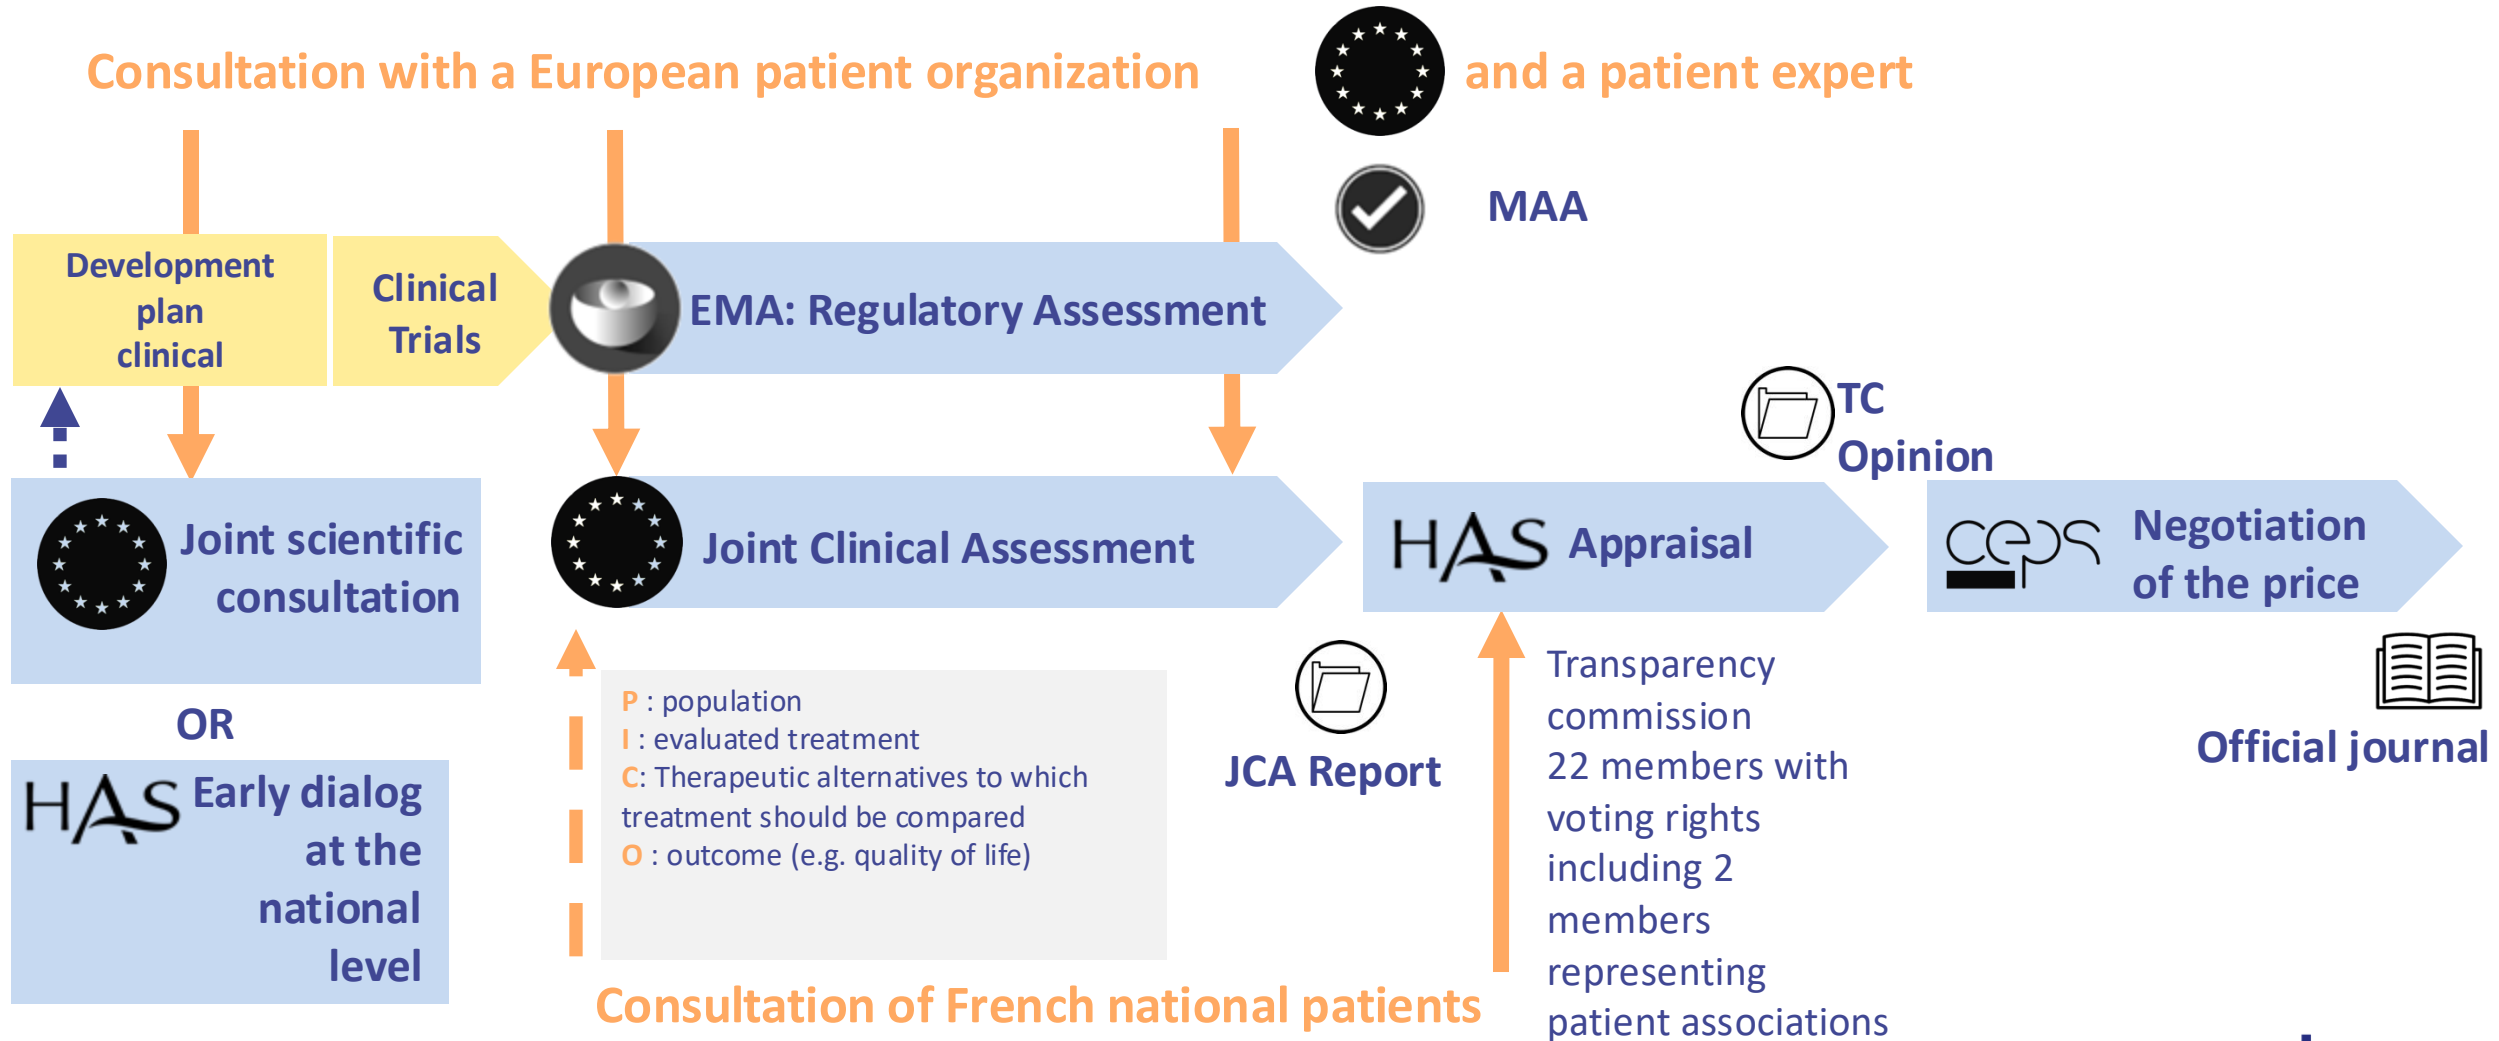 Consultation with a European patient organization
and a patient expert
MAA
Development
plan
clinical
Clinical
Trials
EMA: Regulatory Assessment
TC
Opinion
Joint scientific
consultation
Joint Clinical Assessment
HAS Appraisal
ceps
Negotiation
of the price
OR
HAS
Early dialog
at the
national
level
P : population
I : evaluated treatment
C: Therapeutic alternatives to which
treatment should be compared
O : outcome (e.g. quality of life)
JCA Report
Transparency
commission
22 members with
voting rights
including 2
members
representing
patient associations
Official journal
Consultation of French national patients